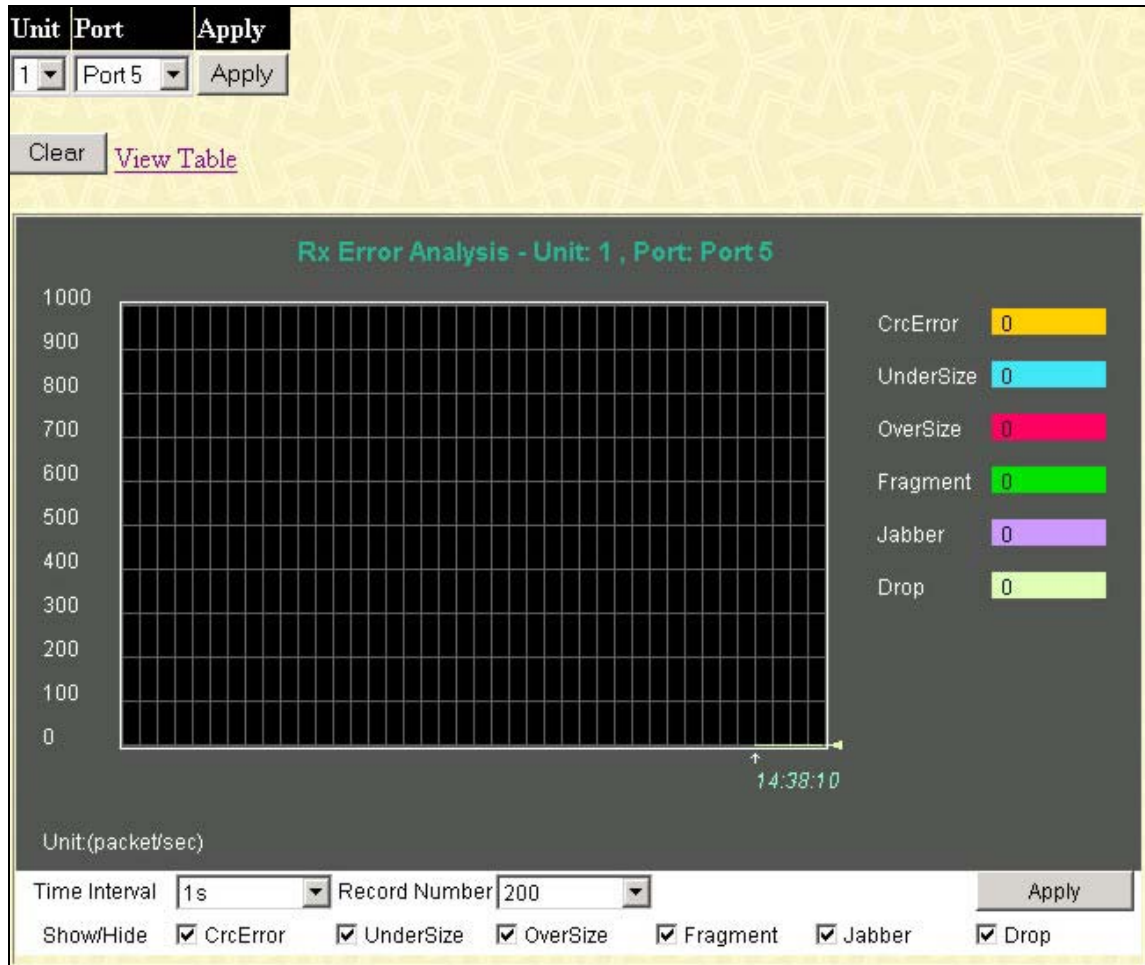 Unit Port Apply
1 Port 5 Apply
Clear View Table
Rx Error Analysis - Unit: 1 , Port: Port 5
1000
900
800
700
600
500
400
300
200
100
0
CrcError 0
UnderSize 0
OverSize 0
Fragment 0
Jabber 0
Drop 0
14:38:10
Unit:(packet/sec)
Time Interval 1s Record Number 200 Apply
Show/Hide CrcError UnderSize OverSize Fragment Jabber Drop